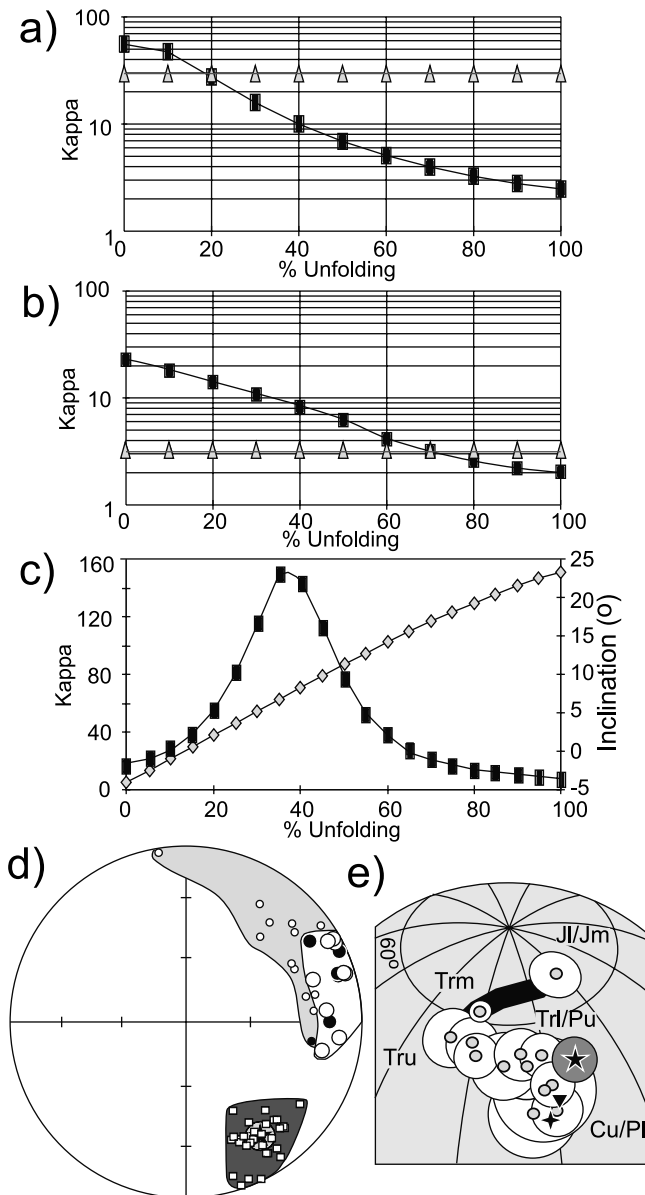 a)
100
10
1
Kappa
0 20 40 60 80 100
% Unfolding
b)
100
10
1
Kappa
0 20 40 60 80 100
% Unfolding
c)
160
120
80
40
0
Kappa
25
20
15
10
5
0
-5
Inclination (o)
0 20 40 60 80 100
% Unfolding
d)
e)
60
Jl/Jm
Trm
Trl/Pu
Tru
Cu/Pl